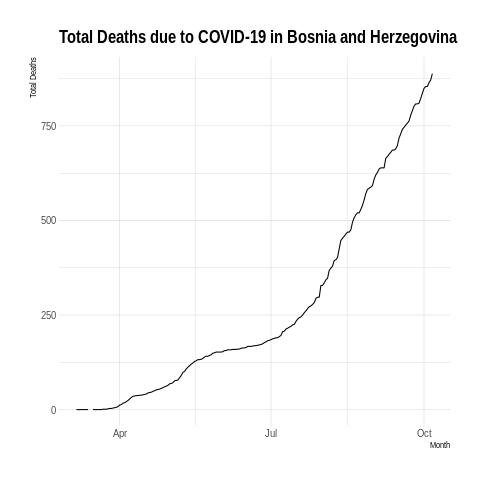 Total Deaths due to COVID-19 in Bosnia and Herzegovina
Total Deaths
750
500
250
0
Apr Jul Oct
Month